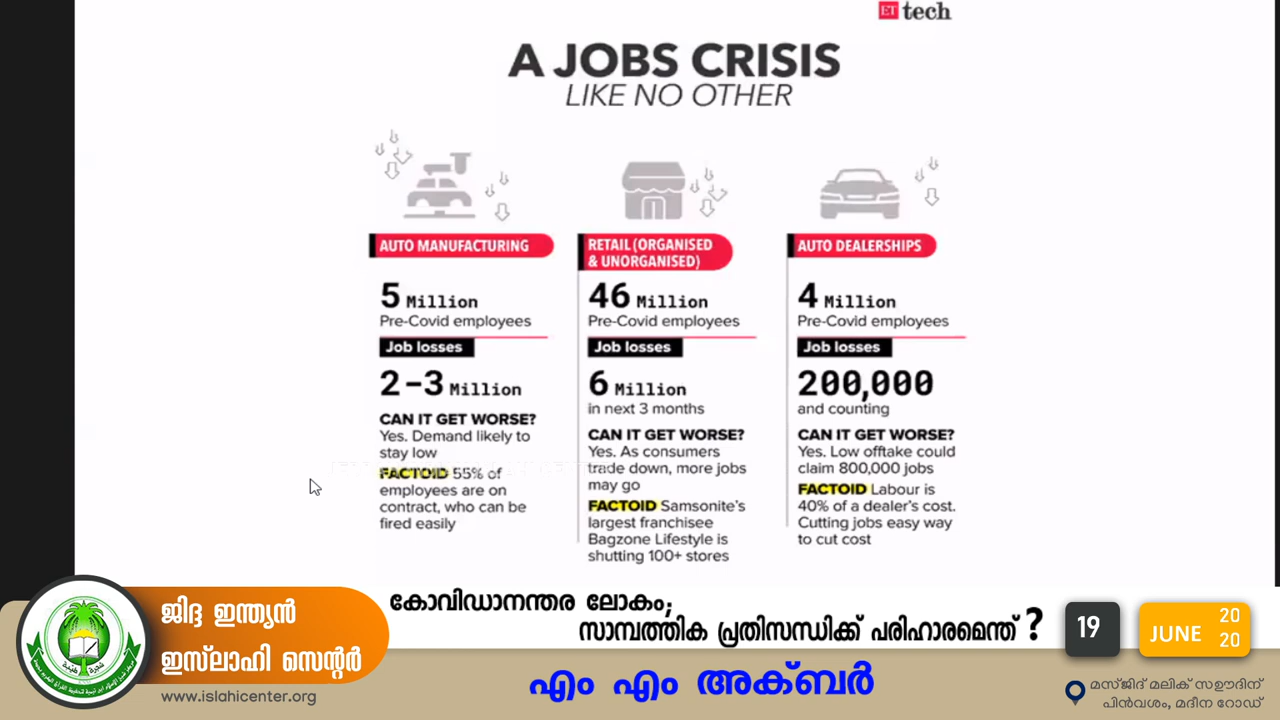 ET tech
A JOBS CRISIS
LIKE NO OTHER
AUTO MANUFACTURING
5 Million
Pre-Covid employees
Job losses
2-3 Million
CAN IT GET WORSE?
Yes. Demand likely to
stay low
FACTOID 55% of
employees are on
contract, who can be
fired easily
RETAIL (ORGANISED
& UNORGANISED)
46 Million
Pre-Covid employees
Job losses
6 Million
in next 3 months
CAN IT GET WORSE?
Yes. As consumers
trade down, more jobs
may go
FACTOID Samsonite's
largest franchisee
Bagzone Lifestyle is
shutting 100+ stores
AUTO DEALERSHIPS
4 Million
Pre-Covid employees
Job losses
200,000
and counting
CAN IT GET WORSE?
Yes. Low offtake could
claim 800,000 jobs
FACTOID Labour is
40% of a dealer's cost.
Cutting jobs easy way
to cut cost
ജിദ്ദ ഇന്ത്യൻ
ഇസ്‌ലാഹി സെന്റർ
www.islahicenter.org
കോവിഡാനന്തര ലോകം;
സാമ്പത്തിക പ്രതിസന്ധിക്ക് പരിഹാരമെന്ത് ?
എം എം അക്ബർ
19
JUNE
20
20
മസ്ജിദ് മലിക് സഊദിന്
പിൻവശം, മദീന റോഡ്